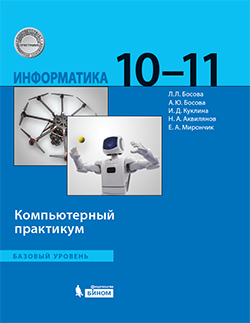 ИНФОРМАТИКА 10–11
Л.Л. Босова
А.Ю. Босова
И.Д. Куклина
Н.А. Аквилянов
Е.А. Мирончик
Компьютерный
практикум
БАЗОВЫЙ УРОВЕНЬ
БИНОМ